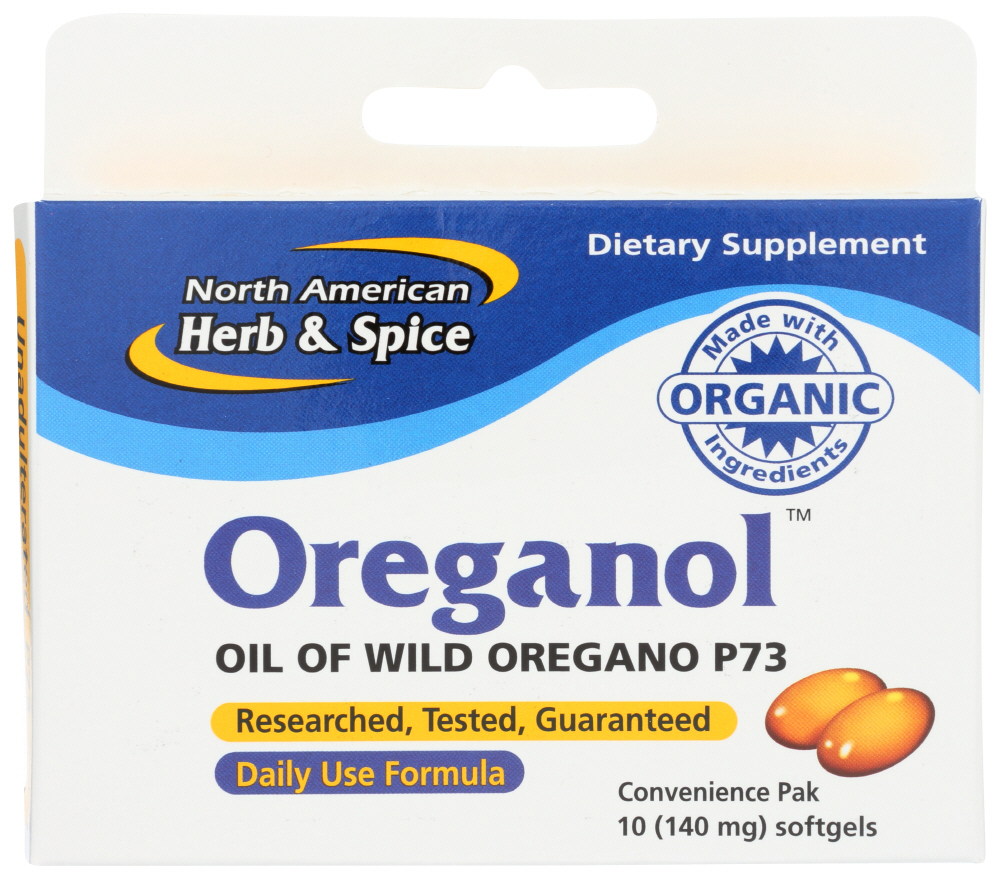 Dietary Supplement
North American
Herb & Spice
Made with
ORGANIC
Ingredients
Oreganol™
OIL OF WILD OREGANO P73
Researched, Tested, Guaranteed
Daily Use Formula
Convenience Pak
10 (140 mg) softgels